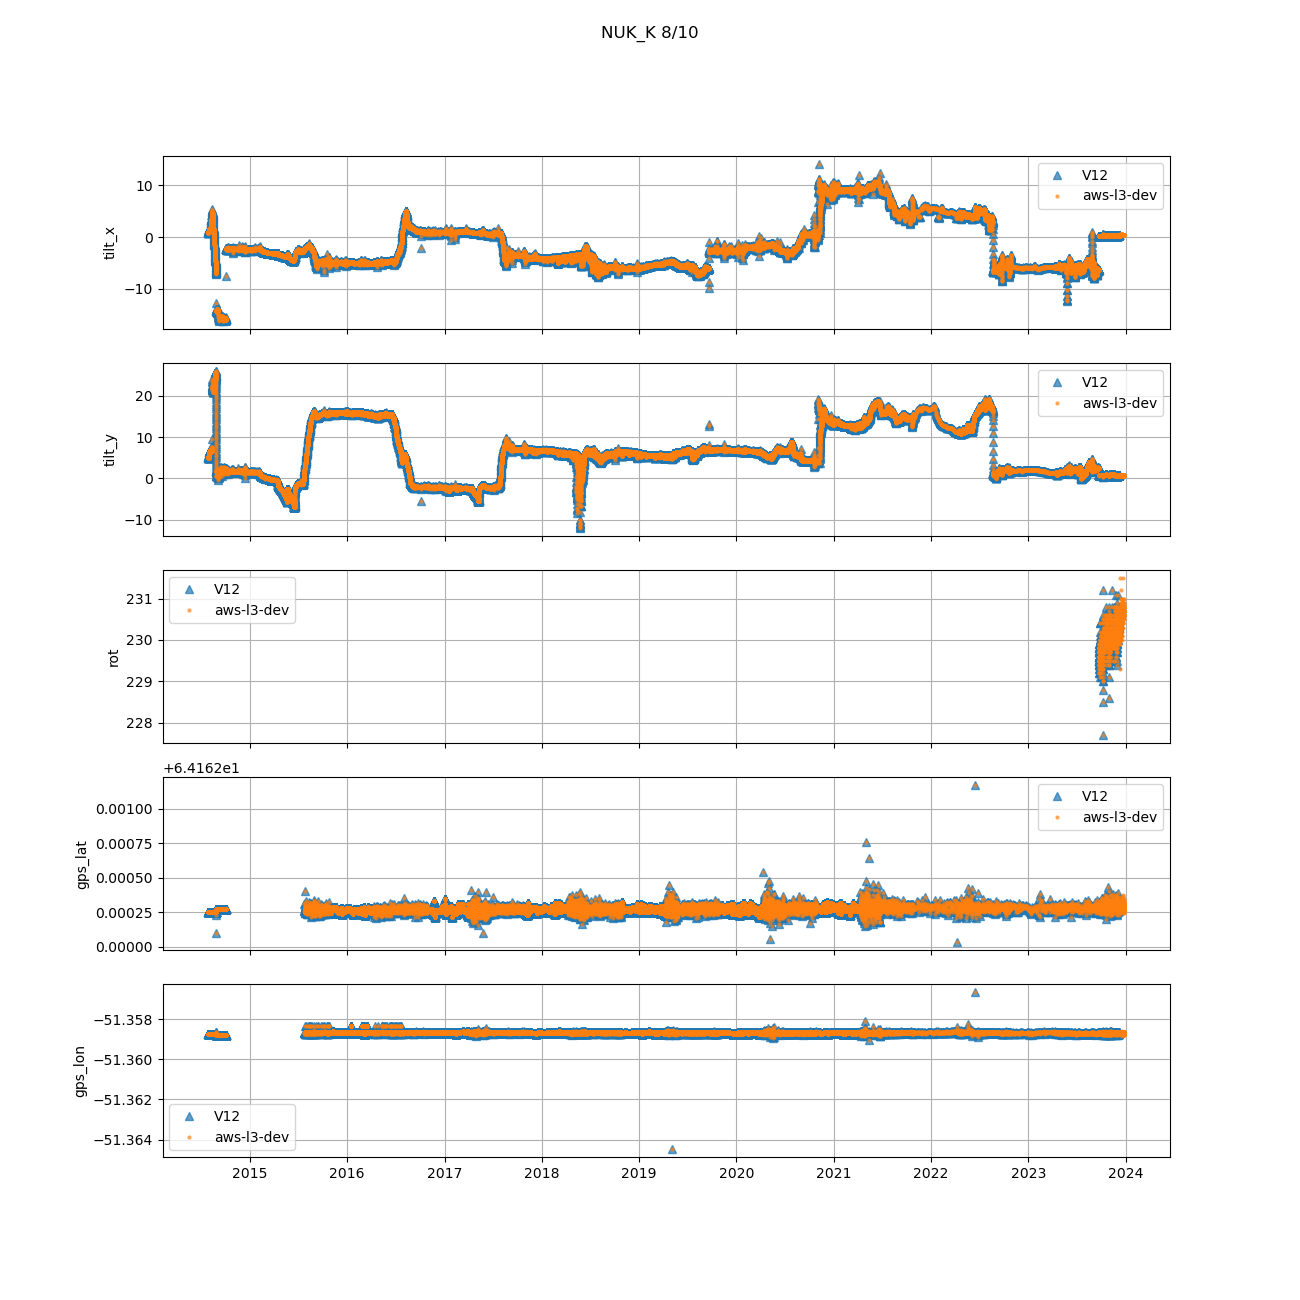 NUK_K 8/10
tilt_x
10
0
−10
V12
aws-l3-dev
tilt_y
20
10
0
−10
V12
aws-l3-dev
rot
231
230
229
228
V12
aws-l3-dev
+6.4162e1
gps_lat
0.00100
0.00075
0.00050
0.00025
0.00000
V12
aws-l3-dev
gps_lon
−51.358
−51.360
−51.362
−51.364
V12
aws-l3-dev
2015 2016 2017 2018 2019 2020 2021 2022 2023 2024